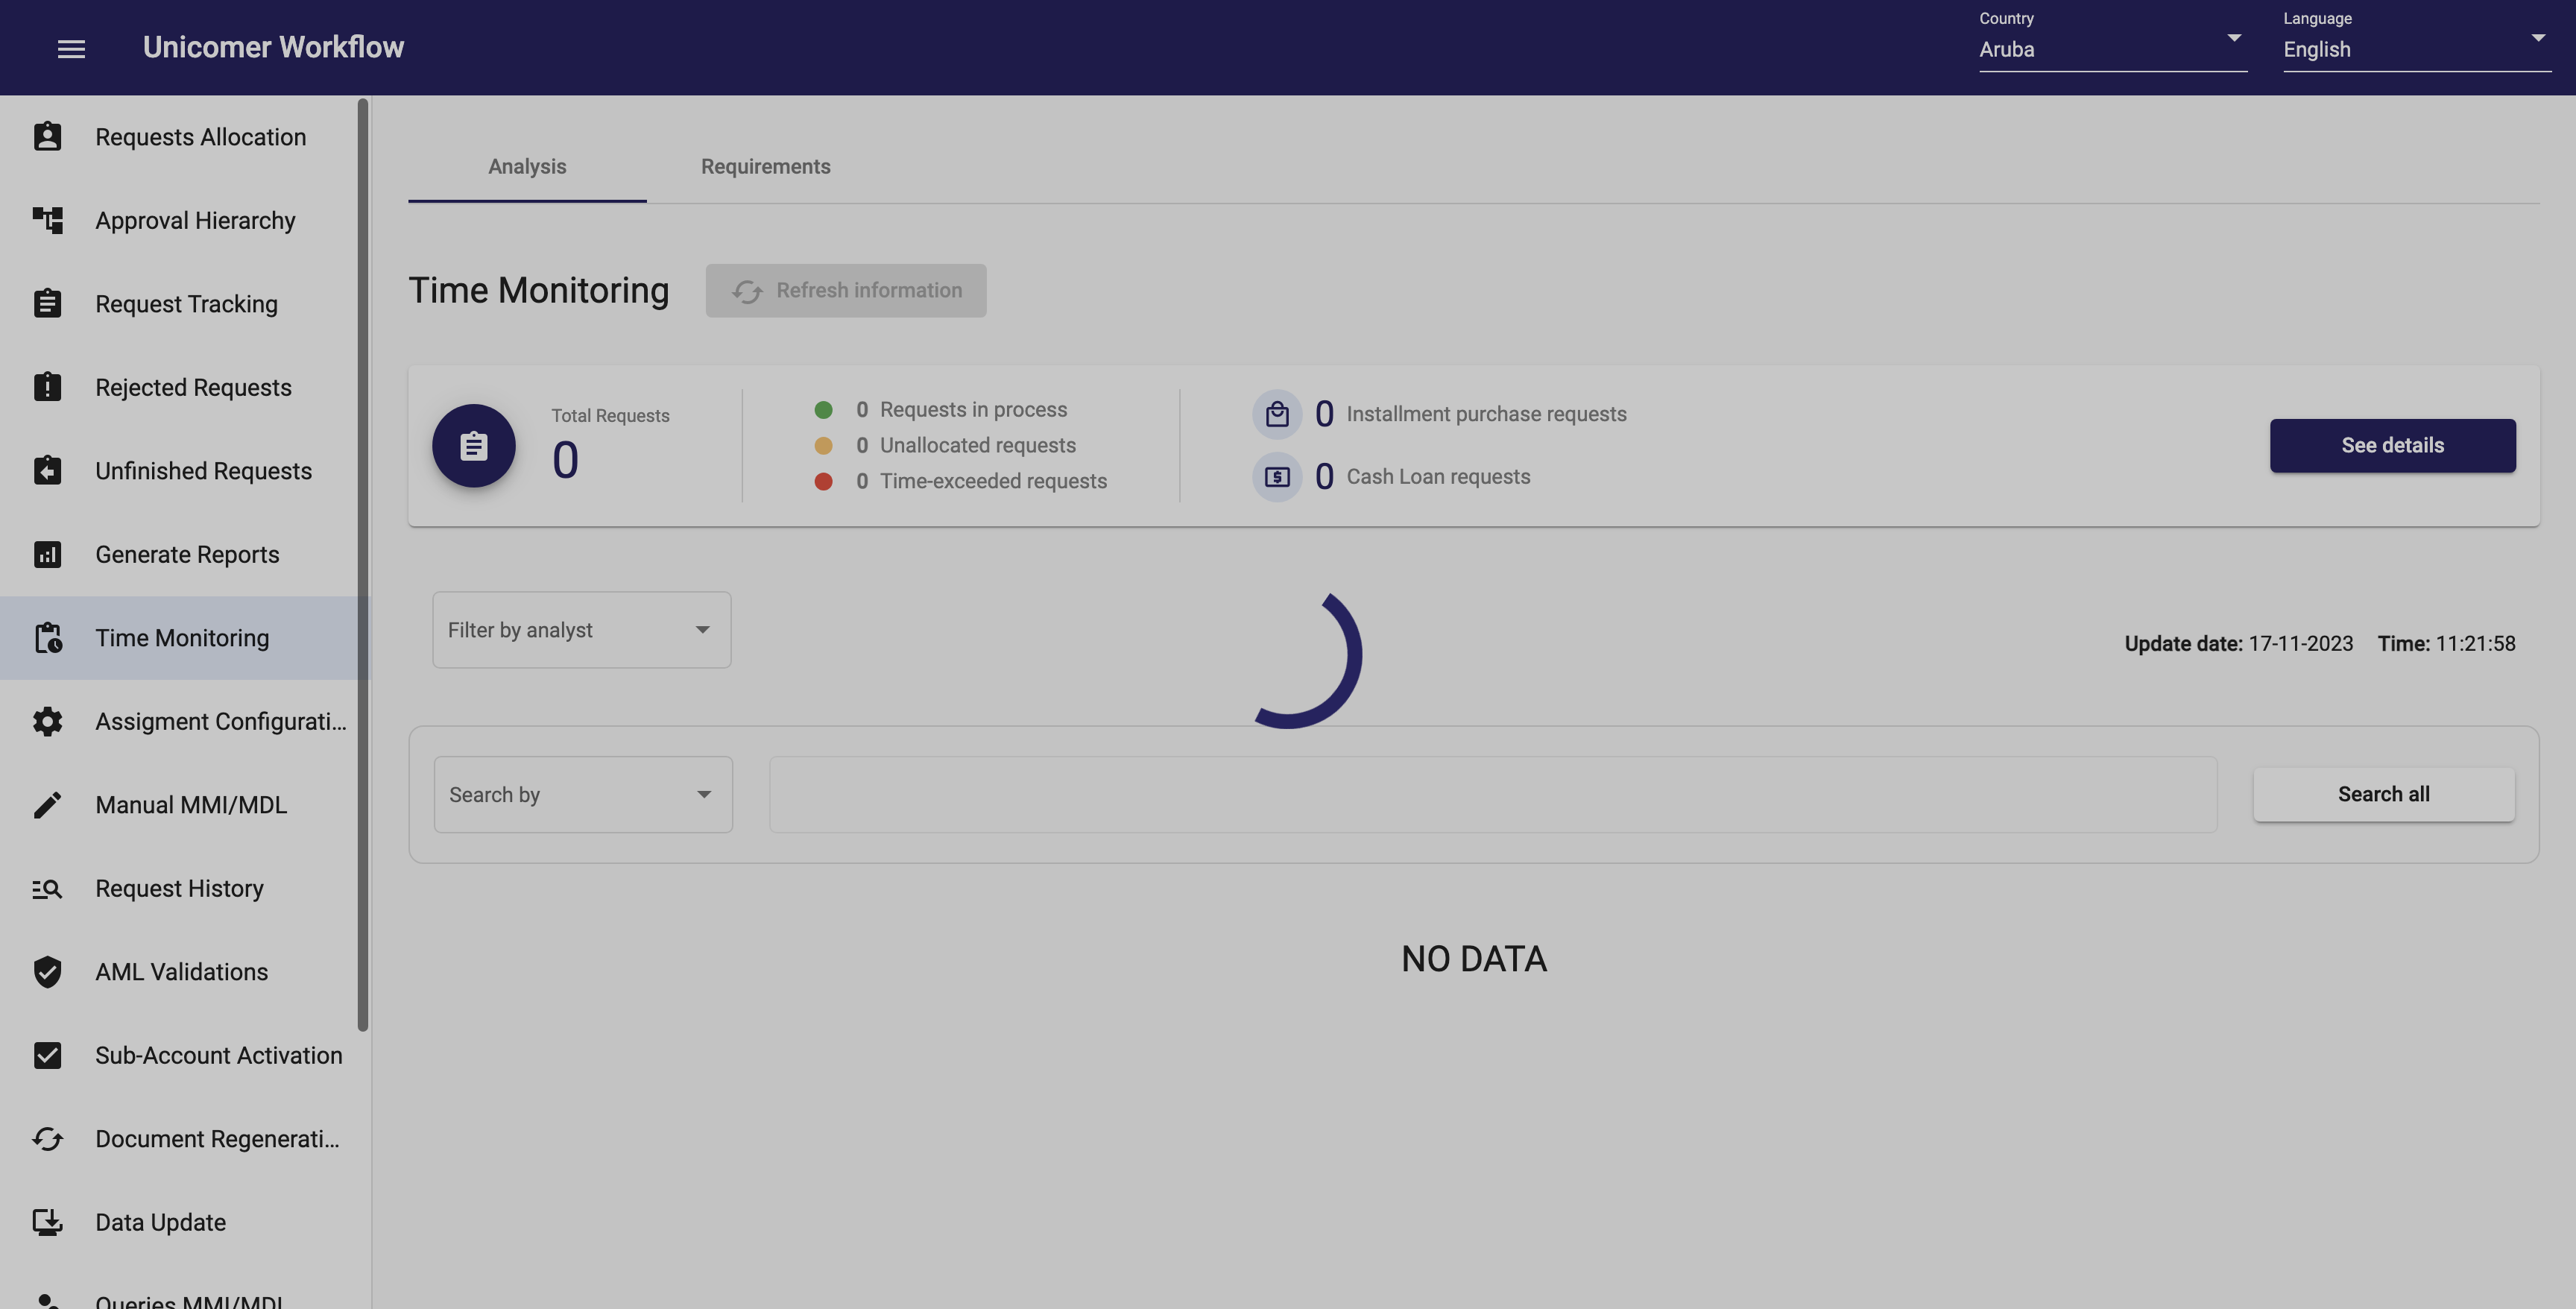 Unicomer Workflow
Country
Aruba
Language
English
Requests Allocation
Approval Hierarchy
Request Tracking
Rejected Requests
Unfinished Requests
Generate Reports
Time Monitoring
Assigment Configurati...
Manual MMI/MDL
Request History
AML Validations
Sub-Account Activation
Document Regenerati...
Data Update
Queries MMI/MDL
Analysis
Requirements
Time Monitoring
Refresh information
Total Requests
0
0 Requests in process
0 Unallocated requests
0 Time-exceeded requests
0 Installment purchase requests
0 Cash Loan requests
See details
Filter by analyst
Update date: 17-11-2023 Time: 11:21:58
Search by
Search all
NO DATA